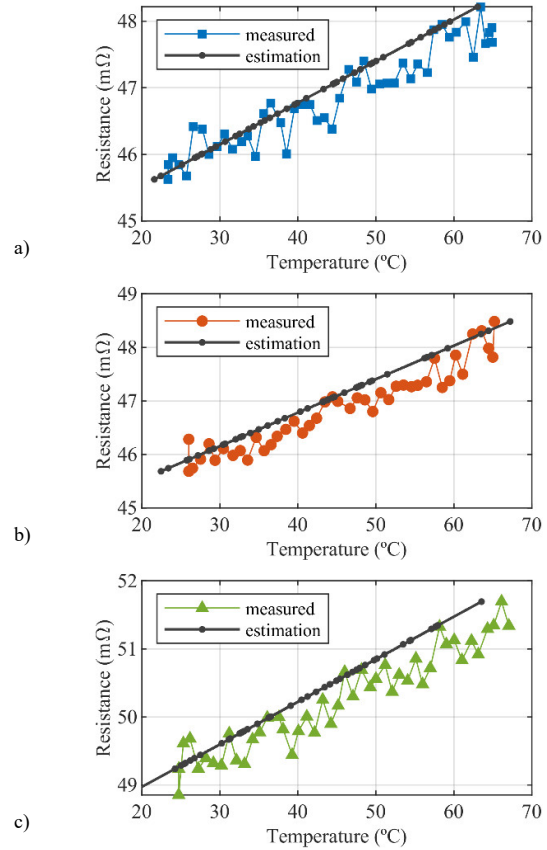 48
47
46
45
Resistance (mΩ)
measured
estimation
20 30 40 50 60 70
Temperature (ºC)
a)
49
48
47
46
45
Resistance (mΩ)
measured
estimation
20 30 40 50 60 70
Temperature (ºC)
b)
52
51
50
49
Resistance (mΩ)
measured
estimation
20 30 40 50 60 70
Temperature (ºC)
c)